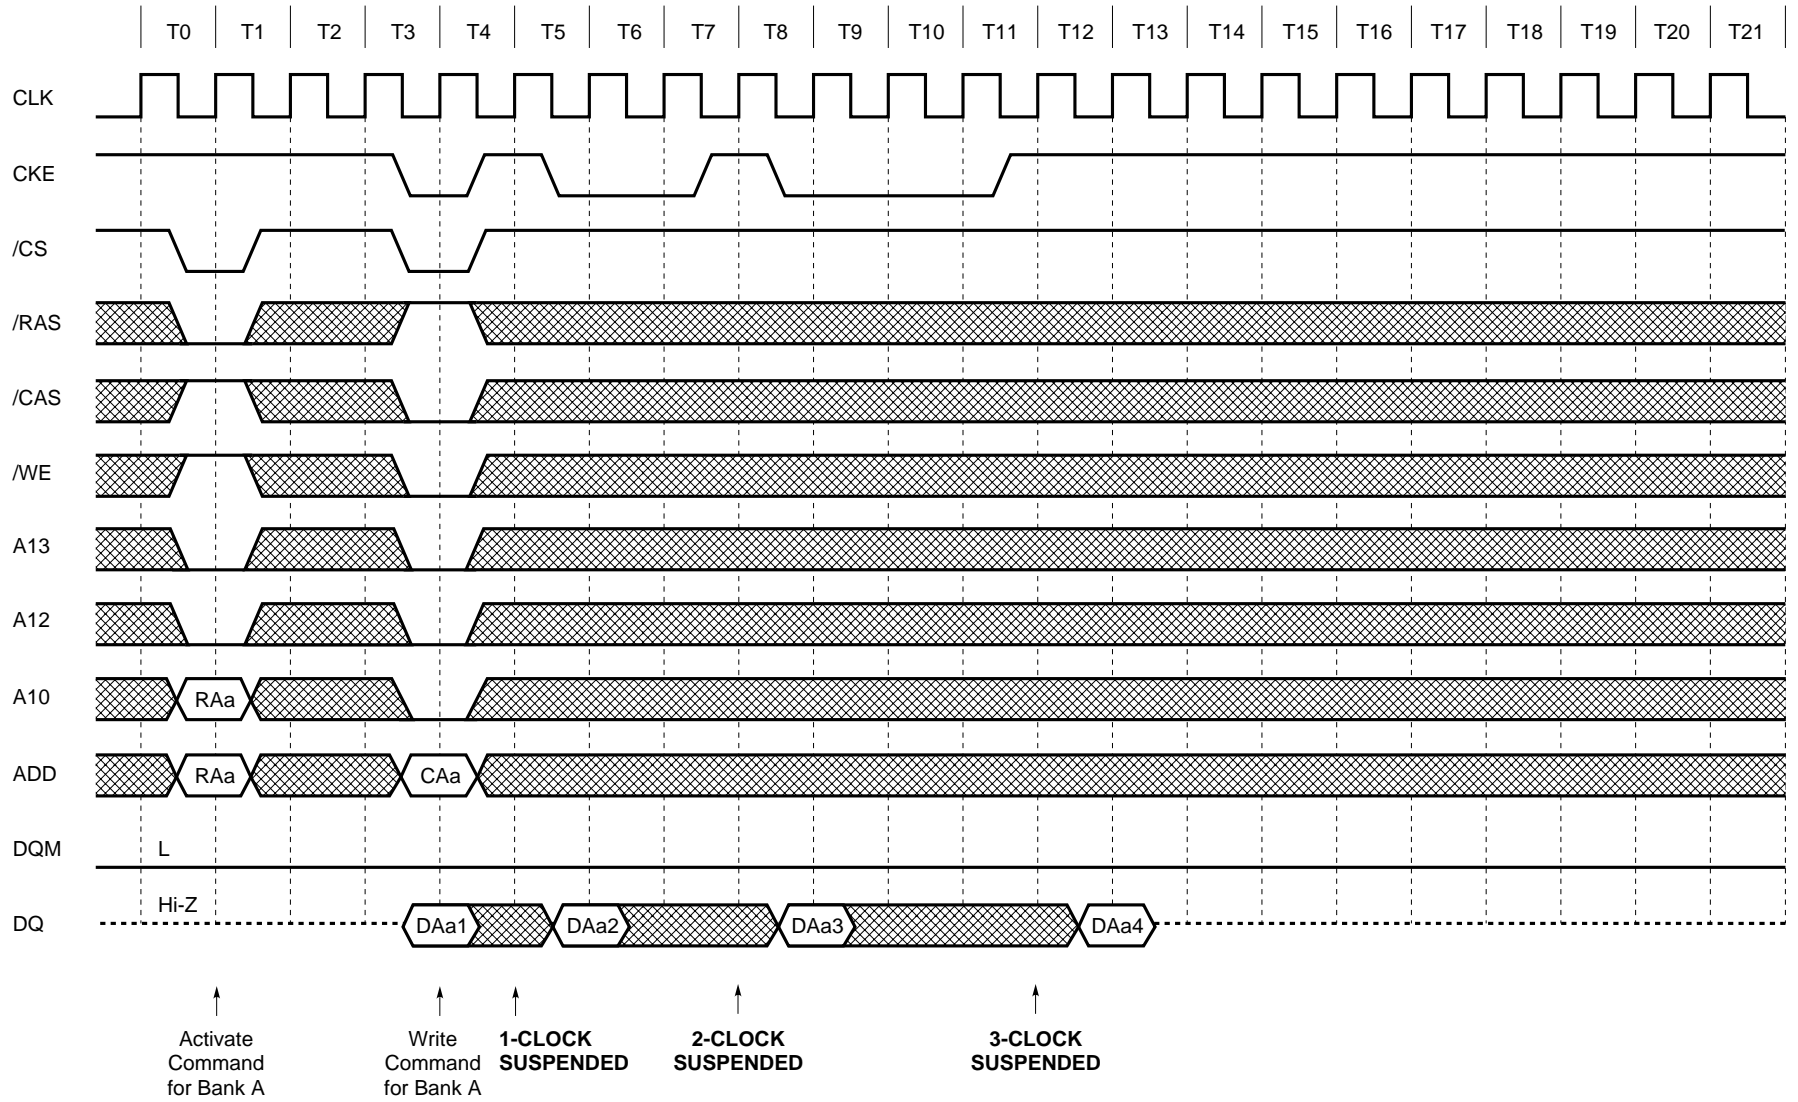 T0 T1 T2 T3 T4 T5 T6 T7 T8 T9 T10 T11 T12 T13 T14 T15 T16 T17 T18 T19 T20 T21
CLK
CKE
/CS
/RAS
/CAS
/WE
A13
A12
A10 RAa
ADD RAa CAa
DQM L
Hi-Z
DQ DAa1 DAa2 DAa3 DAa4
Activate
Command
for Bank A
Write
Command
for Bank A
1-CLOCK
SUSPENDED
2-CLOCK
SUSPENDED
3-CLOCK
SUSPENDED